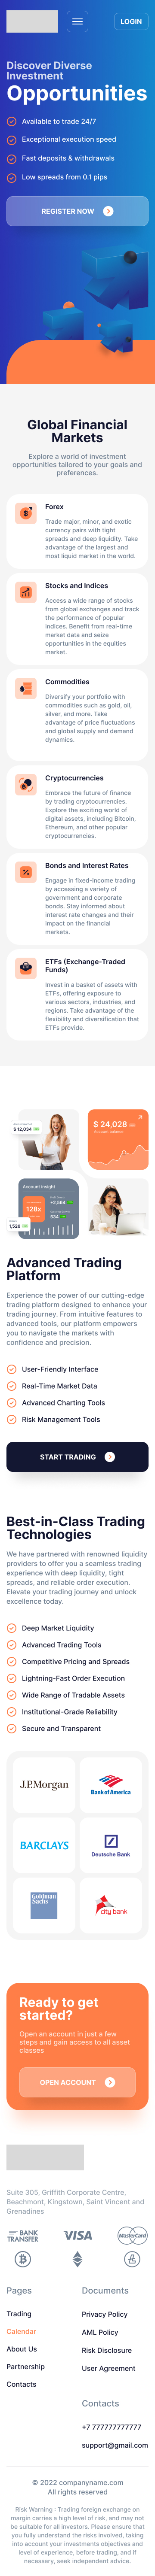 LOGIN
Discover Diverse
Investment
Opportunities
Available to trade 24/7
Exceptional execution speed
Fast deposits & withdrawals
Low spreads from 0.1 pips
REGISTER NOW
Global Financial
Markets
Explore a world of investment
opportunities tailored to your goals and
preferences.
Forex
Trade major, minor, and exotic
currency pairs with tight
spreads and deep liquidity. Take
advantage of the largest and
most liquid market in the world.
Stocks and Indices
Access a wide range of stocks
from global exchanges and track
the performance of popular
indices. Benefit from real-time
market data and seize
opportunities in the equities
market.
Commodities
Diversify your portfolio with
commodities such as gold, oil,
silver, and more. Take
advantage of price fluctuations
and global supply and demand
dynamics.
Cryptocurrencies
Embrace the future of finance
by trading cryptocurrencies.
Explore the exciting world of
digital assets, including Bitcoin,
Ethereum, and other popular
cryptocurrencies.
Bonds and Interest Rates
Engage in fixed-income trading
by accessing a variety of
government and corporate
bonds. Stay informed about
interest rate changes and their
impact on the financial
markets.
ETFs (Exchange-Traded
Funds)
Invest in a basket of assets with
ETFs, offering exposure to
various sectors, industries, and
regions. Take advantage of the
flexibility and diversification that
ETFs provide.
$ 12,034
$ 24,028
Account Insight
128x
+2,564
534
1,526
Advanced Trading
Platform
Experience the power of our cutting-edge
trading platform designed to enhance your
trading journey. From intuitive features to
advanced tools, our platform empowers
you to navigate the markets with
confidence and precision.
User-Friendly Interface
Real-Time Market Data
Advanced Charting Tools
Risk Management Tools
START TRADING
Best-in-Class Trading
Technologies
We have partnered with renowned liquidity
providers to offer you a seamless trading
experience with deep liquidity, tight
spreads, and reliable order execution.
Elevate your trading journey and unlock
excellence today.
Deep Market Liquidity
Advanced Trading Tools
Competitive Pricing and Spreads
Lightning-Fast Order Execution
Wide Range of Tradable Assets
Institutional-Grade Reliability
Secure and Transparent
J.P.Morgan
Bank of America
BARCLAYS
Deutsche Bank
Goldman
Sachs
city bank
Ready to get
started?
Open an account in just a few
steps and gain access to all asset
classes
OPEN ACCOUNT
Suite 305, Griffith Corporate Centre,
Beachmont, Kingstown, Saint Vincent and
Grenadines
BANK
TRANSFER
VISA
MasterCard
Pages
Trading
Calendar
About Us
Partnership
Contacts
Documents
Privacy Policy
AML Policy
Risk Disclosure
User Agreement
Contacts
+7 777777777777
support@gmail.com
© 2022 companyname.com
All rights reserved
Risk Warning : Trading foreign exchange on
margin carries a high level of risk, and may not
be suitable for all investors. Please ensure that
you fully understand the risks involved, taking
into account your investments objectives and
level of experience, before trading, and if
necessary, seek independent advice.